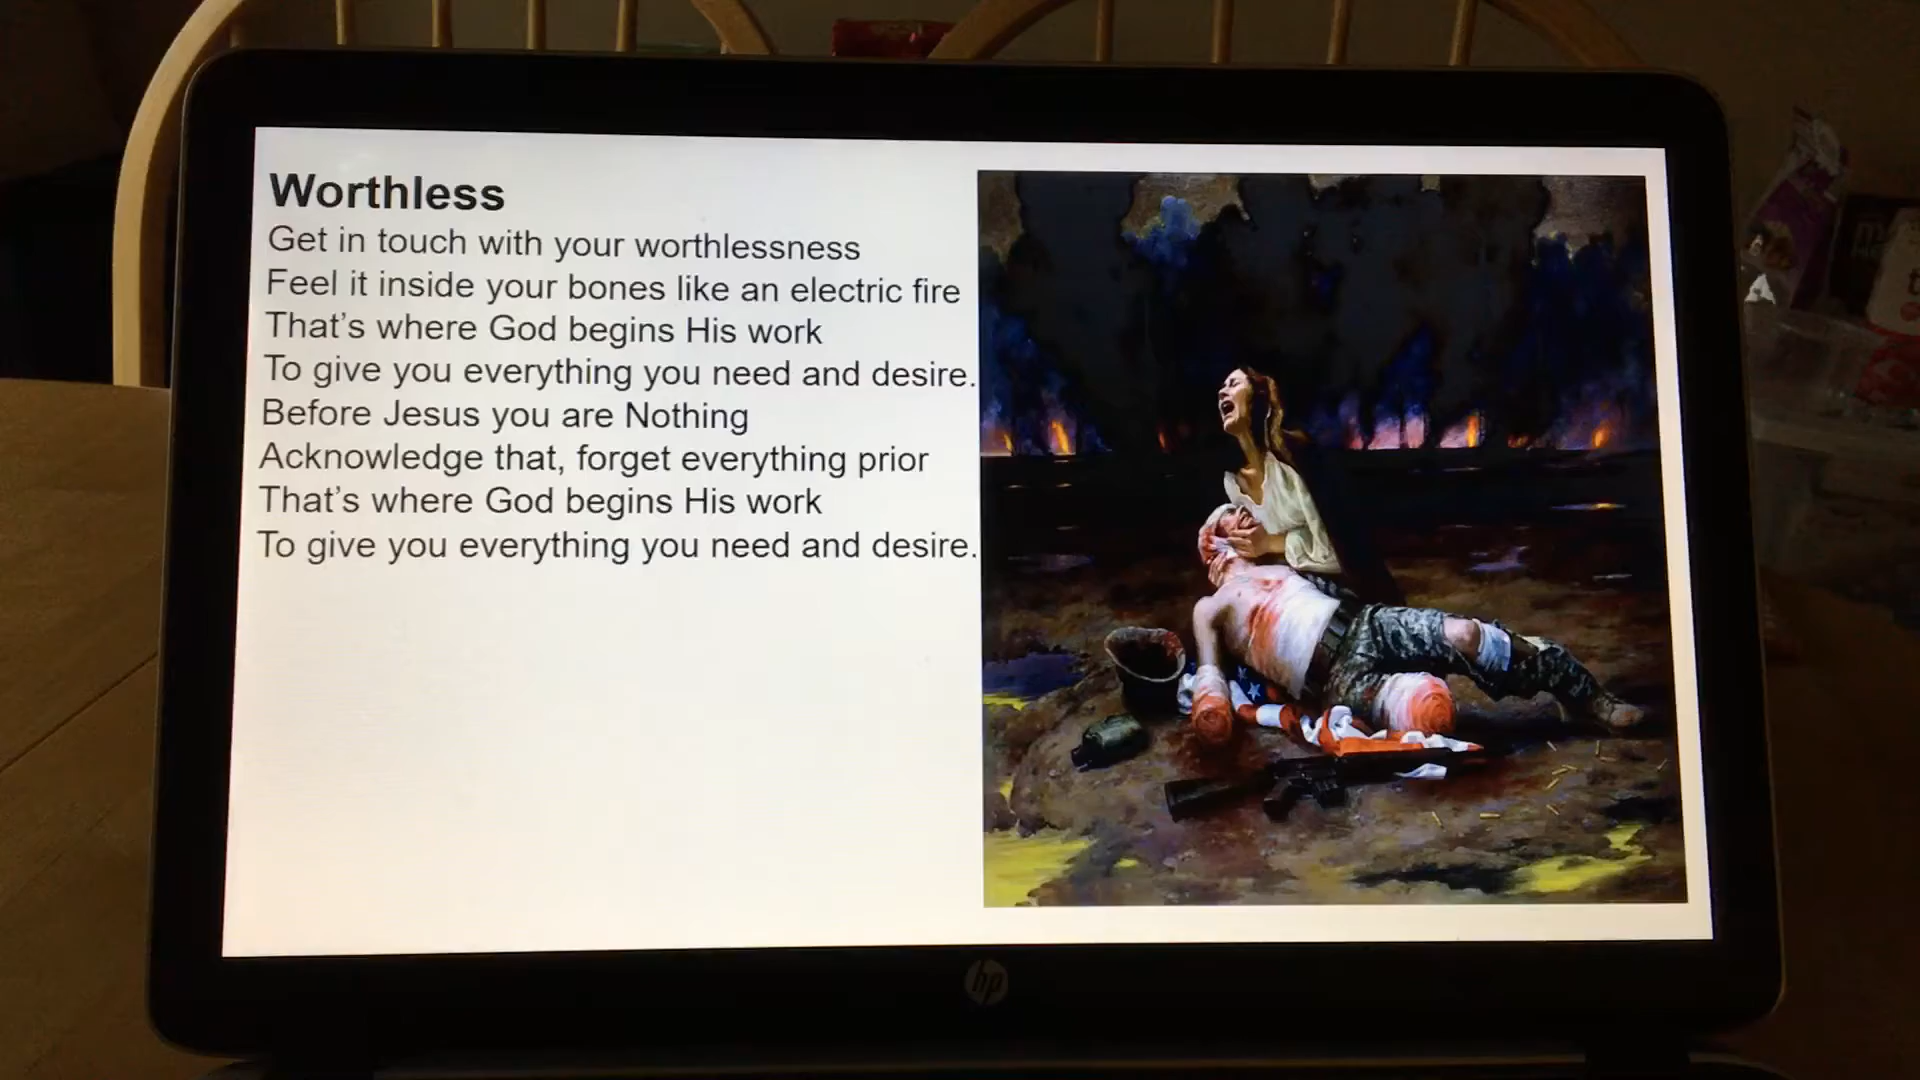 Worthless
Get in touch with your worthlessness
Feel it inside your bones like an electric fire
That's where God begins His work
To give you everything you need and desire.
Before Jesus you are Nothing
Acknowledge that, forget everything prior
That's where God begins His work
To give you everything you need and desire.
hp